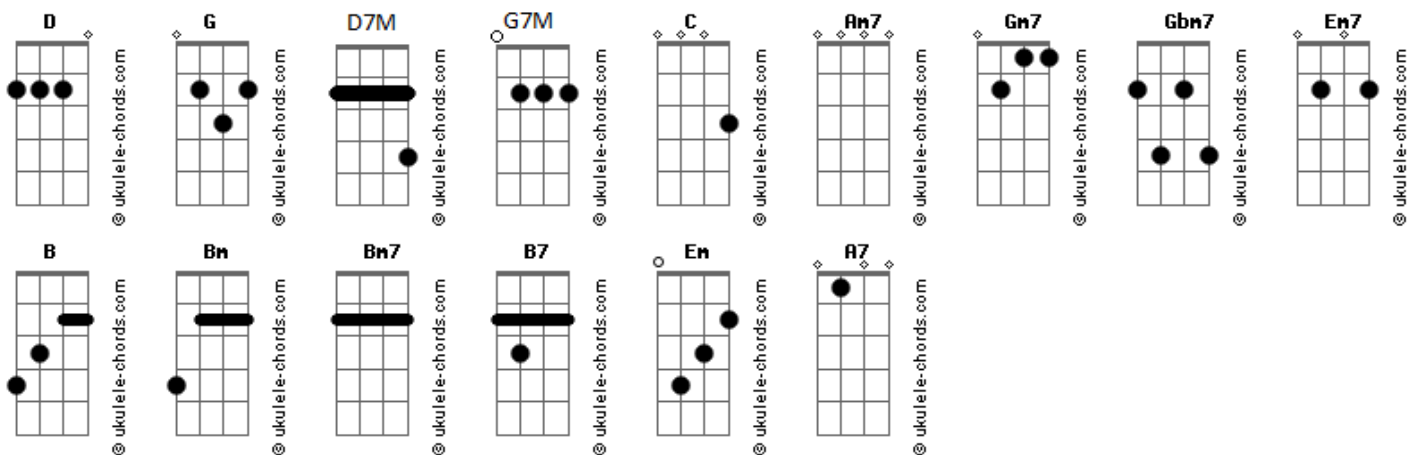 D G D7M G7M C Am7 Gm7 Gbm7 Em7
© ukulele-chords.com © ukulele-chords.com © ukulele-chords.com © ukulele-chords.com © ukulele-chords.com © ukulele-chords.com © ukulele-chords.com © ukulele-chords.com © ukulele-chords.com
B Bm Bm7 B7 Em A7
© ukulele-chords.com © ukulele-chords.com © ukulele-chords.com © ukulele-chords.com © ukulele-chords.com © ukulele-chords.com